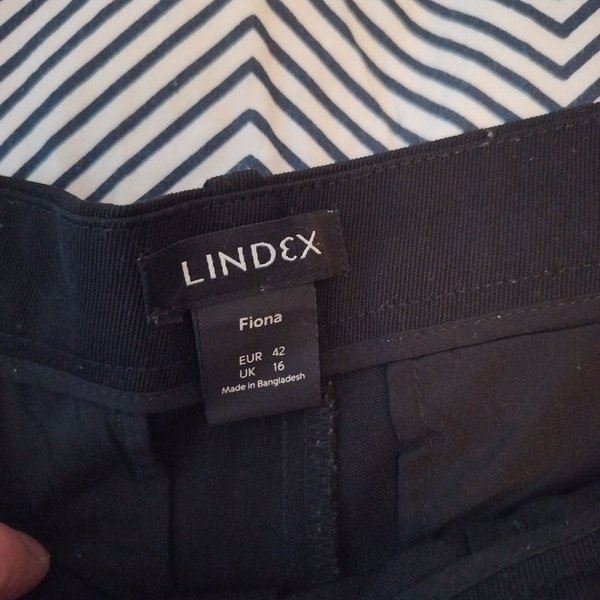 LINDEX
Fiona
EUR 42
UK 16
Made in Bangladesh